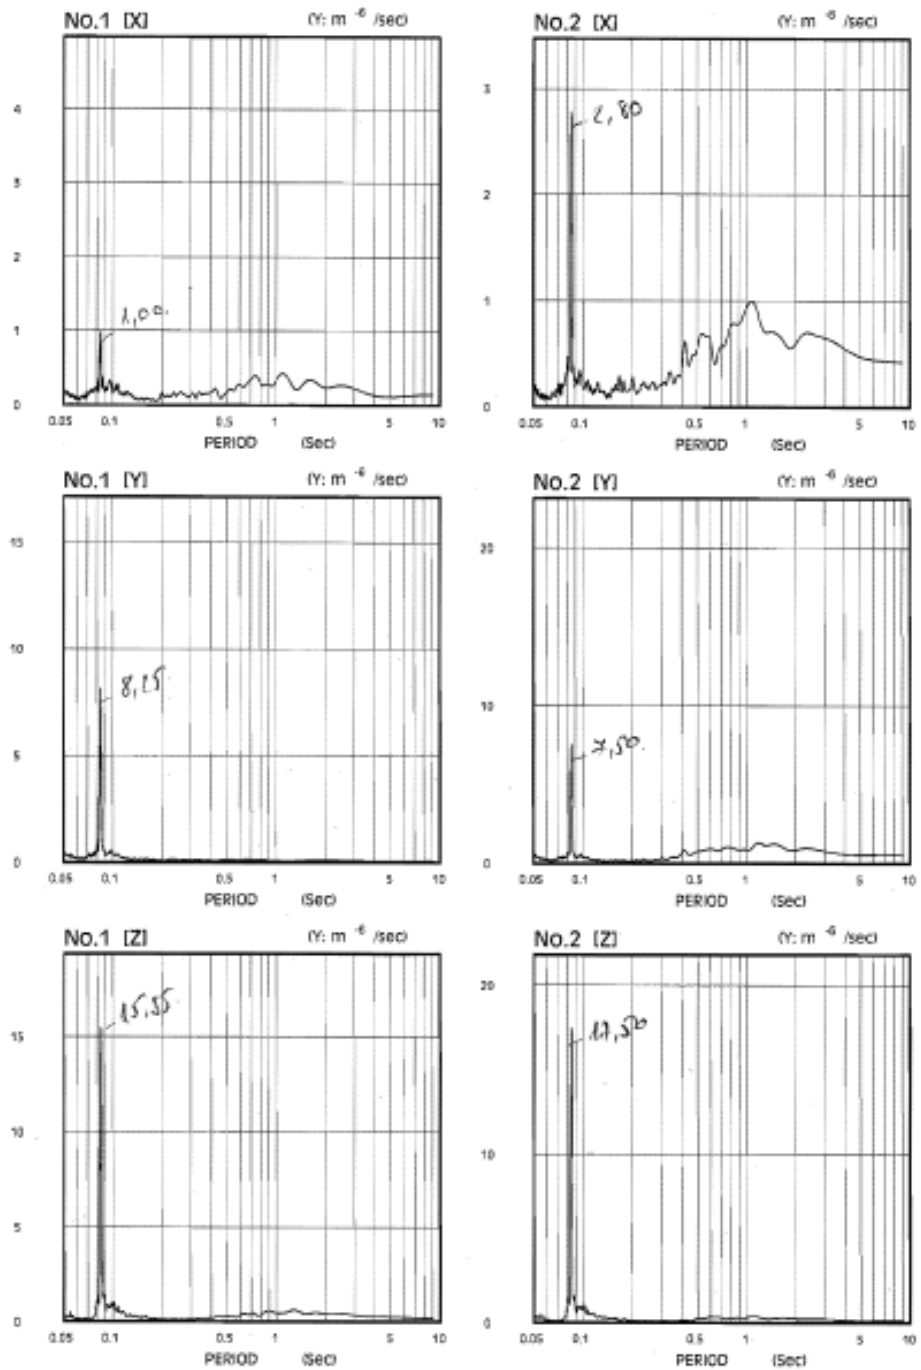 No.1 [X] (Y: m -6 /sec)
4
3
2
1,00.
1
0
0.05 0.1 0.5 1 5 10
PERIOD (Sec)
No.2 [X] (Y: m -6 /sec)
3
2,80
2
1
0
0.05 0.1 0.5 1 5 10
PERIOD (Sec)
No.1 [Y] (Y: m -6 /sec)
15
10
8,25
5
0
0.05 0.1 0.5 1 5 10
PERIOD (Sec)
No.2 [Y] (Y: m -6 /sec)
20
10
7,50.
0
0.05 0.1 0.5 1 5 10
PERIOD (Sec)
No.1 [Z] (Y: m -6 /sec)
15,55
15
10
5
0
0.05 0.1 0.5 1 5 10
PERIOD (Sec)
No.2 [Z] (Y: m -6 /sec)
20
17,50
10
0
0.05 0.1 0.5 1 5 10
PERIOD (Sec)